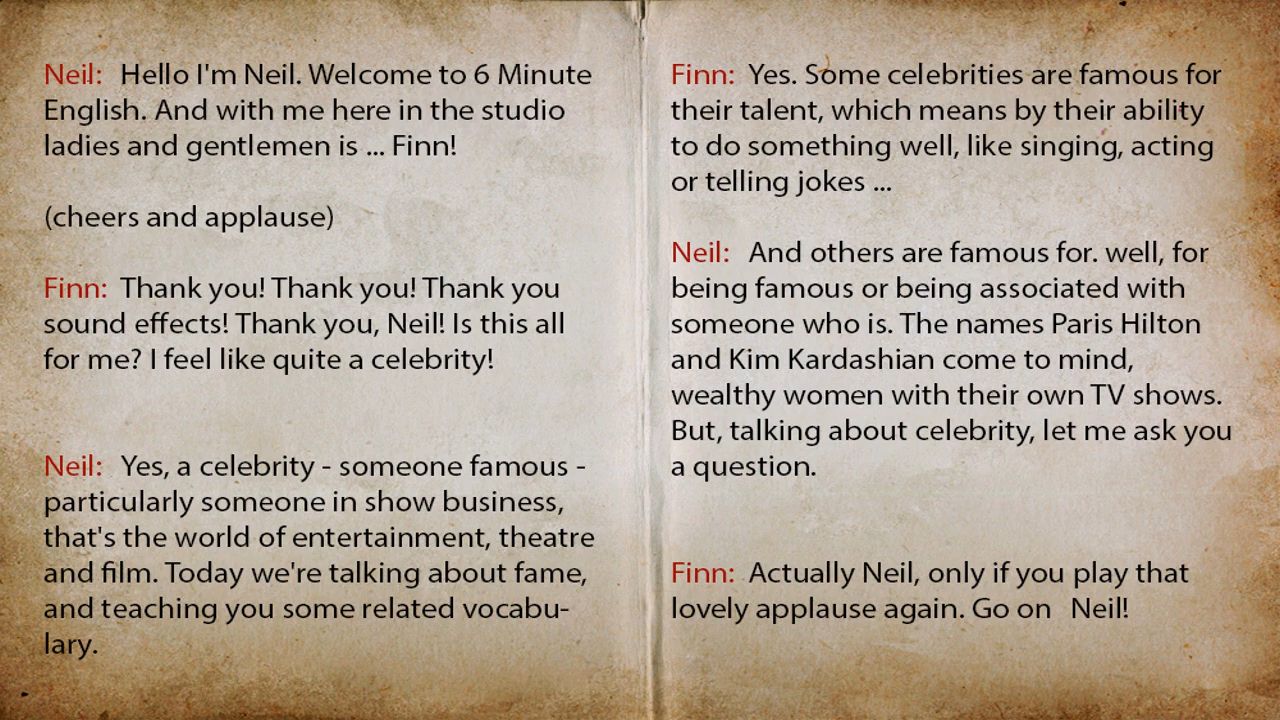 Neil: Hello I'm Neil. Welcome to 6 Minute
English. And with me here in the studio
ladies and gentlemen is ... Finn!
(cheers and applause)
Finn: Thank you! Thank you! Thank you
sound effects! Thank you, Neil! Is this all
for me? I feel like quite a celebrity!
Neil: Yes, a celebrity - someone famous -
particularly someone in show business,
that's the world of entertainment, theatre
and film. Today we're talking about fame,
and teaching you some related vocabu-
lary.
Finn: Yes. Some celebrities are famous for
their talent, which means by their ability
to do something well, like singing, acting
or telling jokes ...
Neil: And others are famous for. well, for
being famous or being associated with
someone who is. The names Paris Hilton
and Kim Kardashian come to mind,
wealthy women with their own TV shows.
But, talking about celebrity, let me ask you
a question.
Finn: Actually Neil, only if you play that
lovely applause again. Go on Neil!